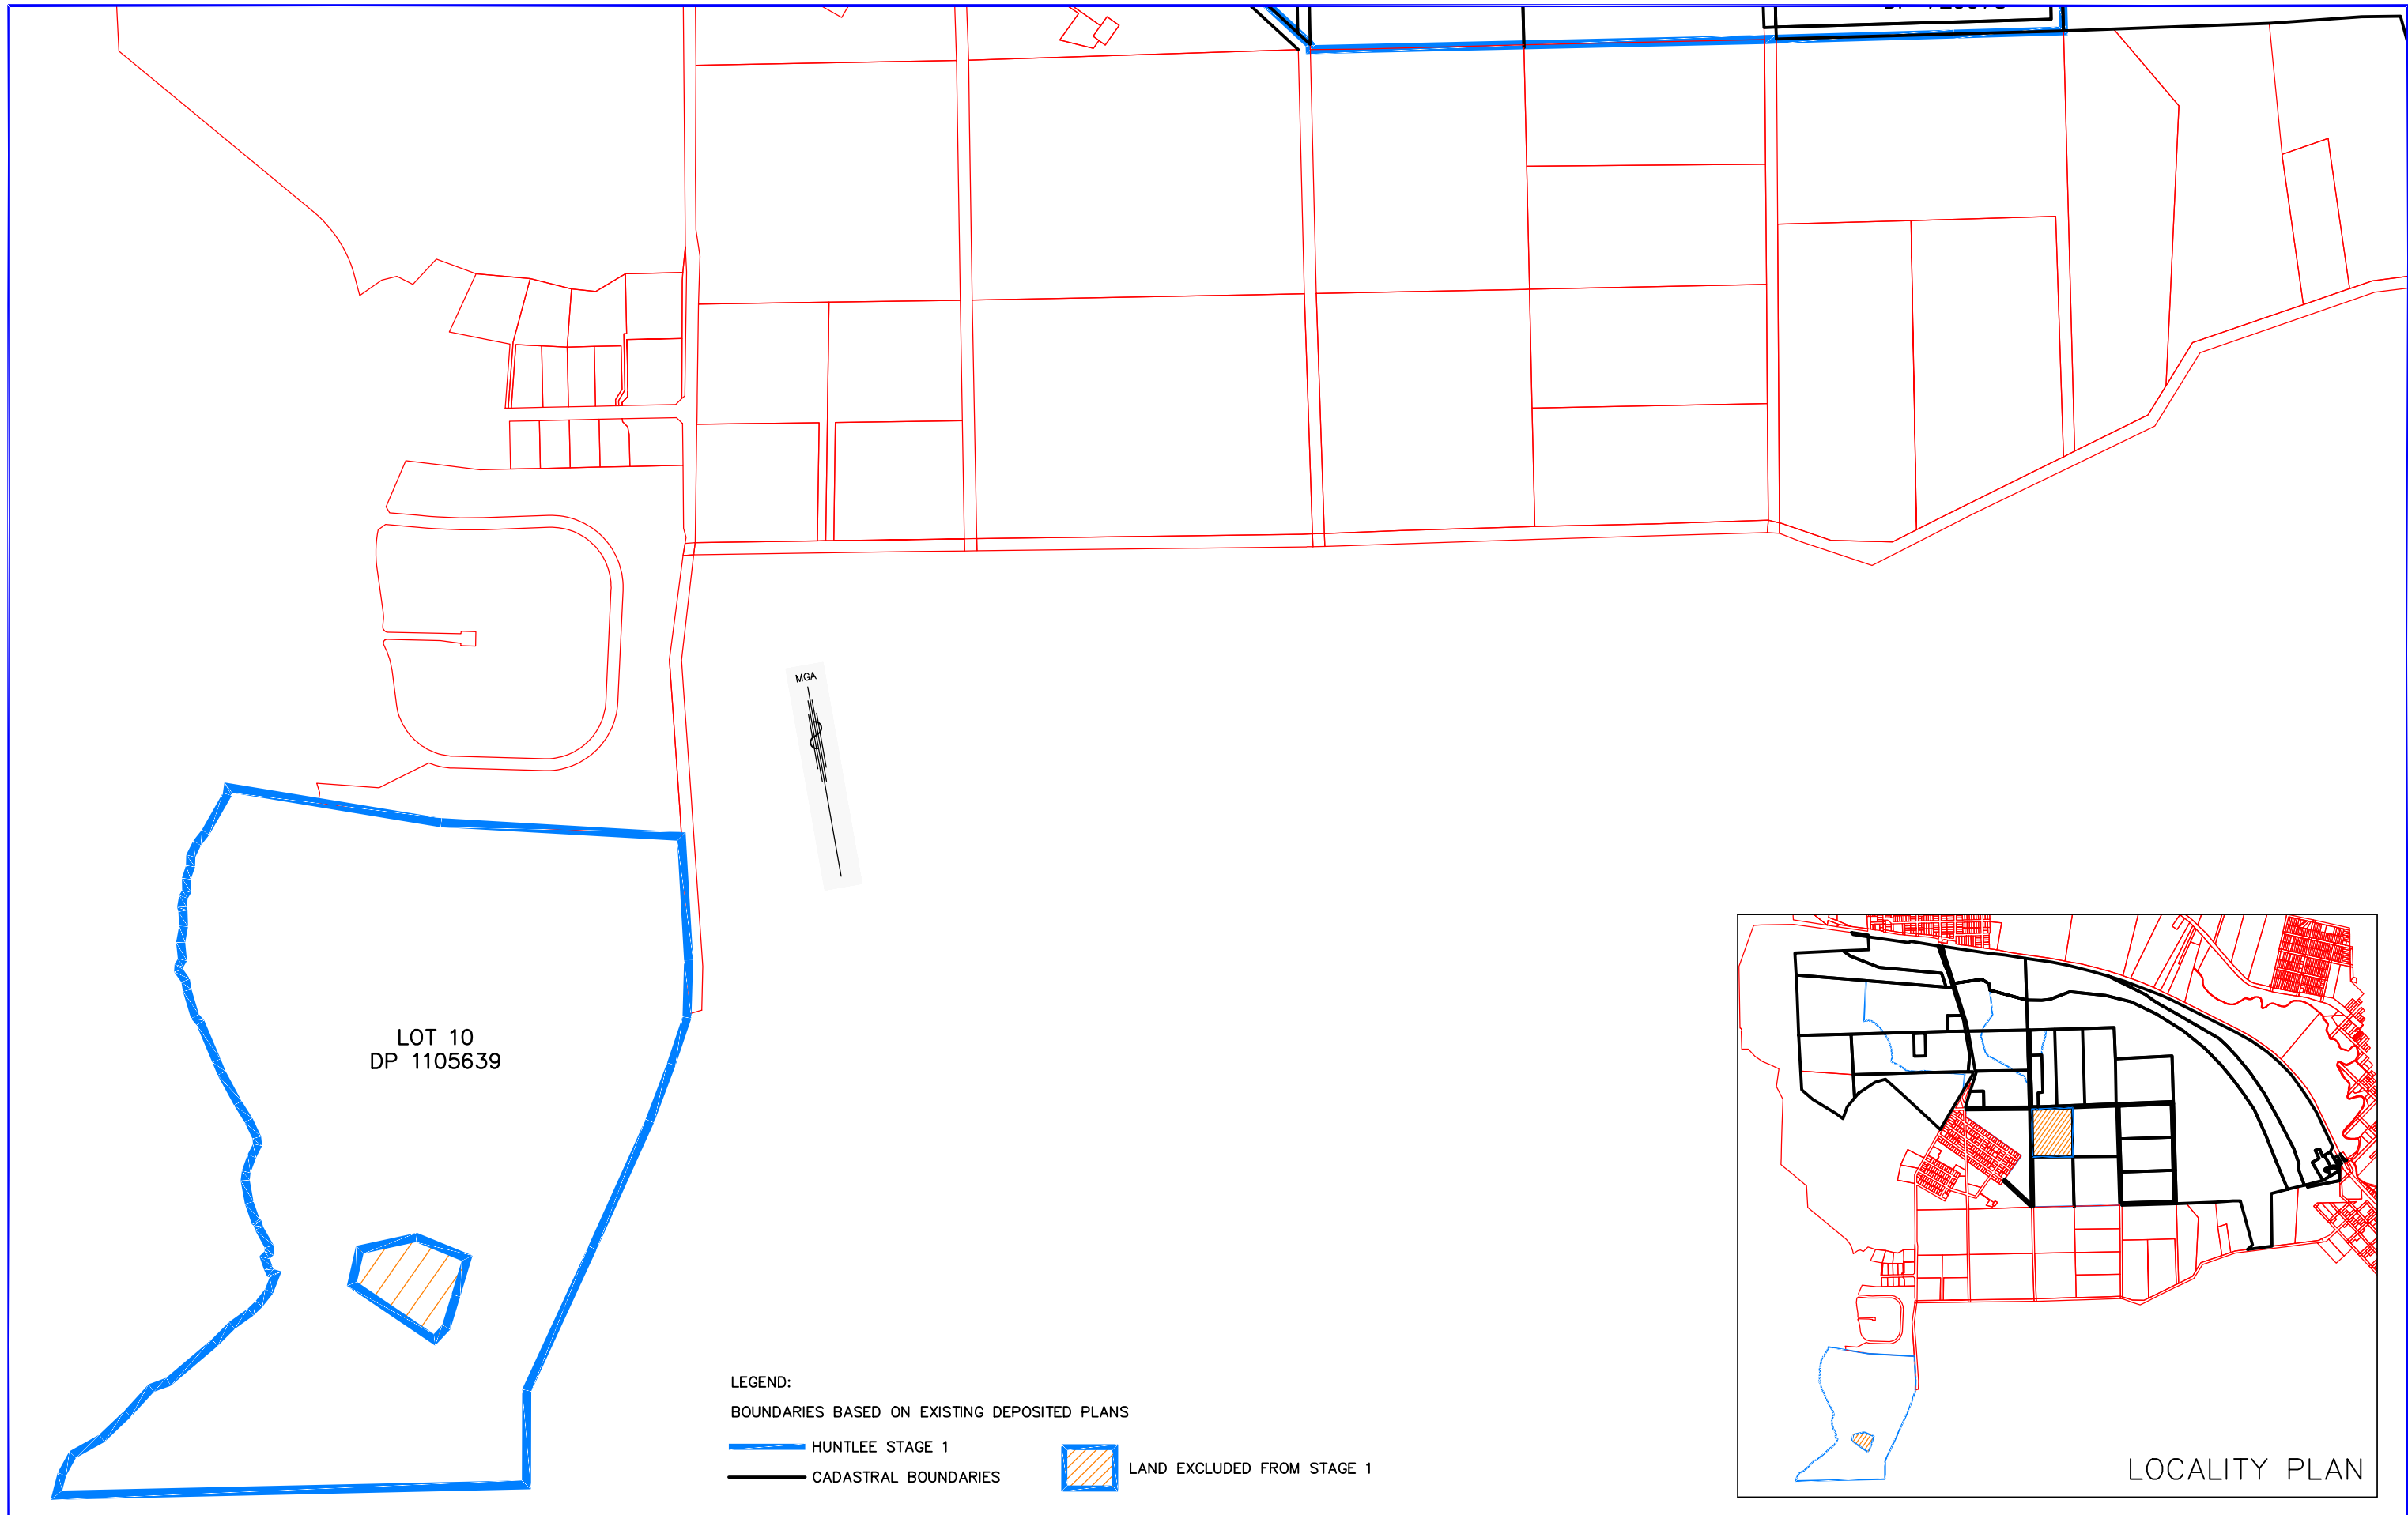 MGA
LOT 10
DP 1105639
LEGEND:
BOUNDARIES BASED ON EXISTING DEPOSITED PLANS
HUNTLEE STAGE 1
CADASTRAL BOUNDARIES
LAND EXCLUDED FROM STAGE 1
LOCALITY PLAN